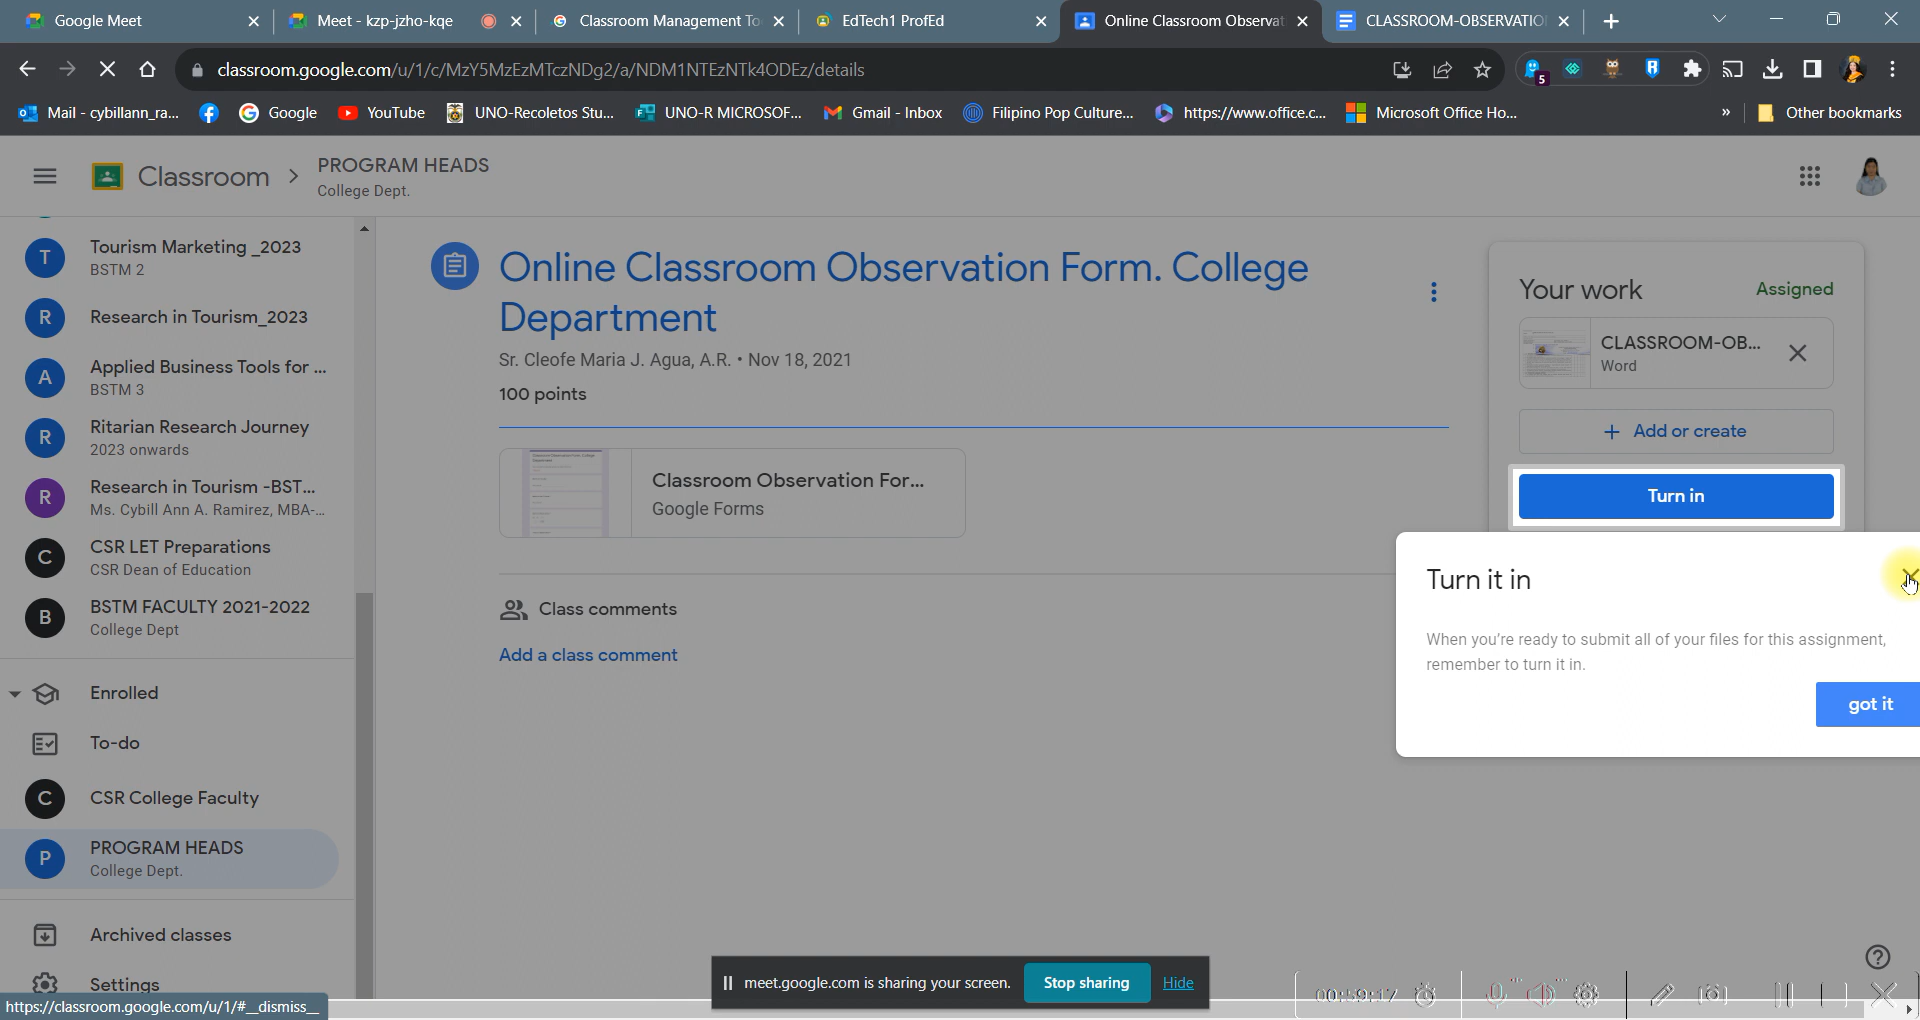 Google Meet
Meet - kzp-jzho-kqe
Classroom Management To
EdTech1 ProfEd
Online Classroom Observat
CLASSROOM-OBSERVATIO
classroom.google.com/u/1/c/MzY5MzEzMTczNDg2/a/NDM1NTEzNTk4ODEz/details
5
Mail - cybillann_ra...
Google
YouTube
UNO-Recoletos Stu...
UNO-R MICROSOF...
Gmail - Inbox
Filipino Pop Culture...
https://www.office.c...
Microsoft Office Ho...
»
Other bookmarks
Classroom
PROGRAM HEADS
College Dept.
T
Tourism Marketing _2023
BSTM 2
R
Research in Tourism_2023
A
Applied Business Tools for ...
BSTM 3
R
Ritarian Research Journey
2023 onwards
R
Research in Tourism -BST...
Ms. Cybill Ann A. Ramirez, MBA-...
C
CSR LET Preparations
CSR Dean of Education
B
BSTM FACULTY 2021-2022
College Dept
Enrolled
To-do
C
CSR College Faculty
P
PROGRAM HEADS
College Dept.
Archived classes
Settings
https://classroom.google.com/u/1/#__dismiss__
Online Classroom Observation Form. College
Department
Sr. Cleofe Maria J. Agua, A.R. • Nov 18, 2021
100 points
Classroom Observation For...
Google Forms
Class comments
Add a class comment
Your work
Assigned
CLASSROOM-OB...
Word
+ Add or create
Turn in
Turn it in
When you're ready to submit all of your files for this assignment,
remember to turn it in.
got it
meet.google.com is sharing your screen.
Stop sharing
Hide
00:59:17